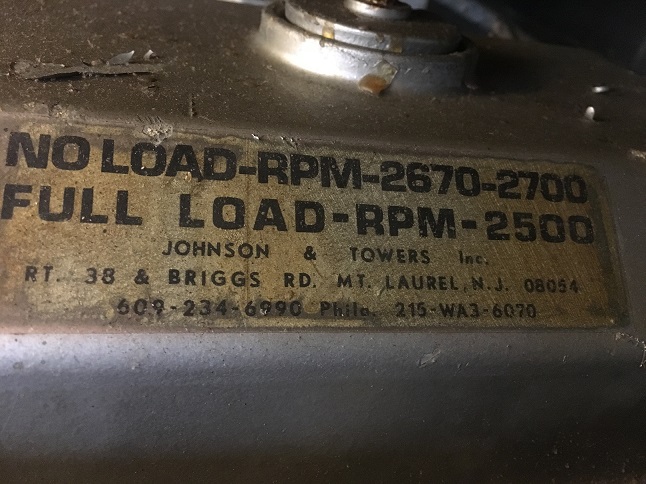 NO LOAD-RPM-2670-2700
FULL LOAD-RPM-2500
JOHNSON & TOWERS Inc.
RT. 38 & BRIGGS RD. MT. LAUREL, N.J. 08054
609-234-6990 Phila. 215-WA3-6070